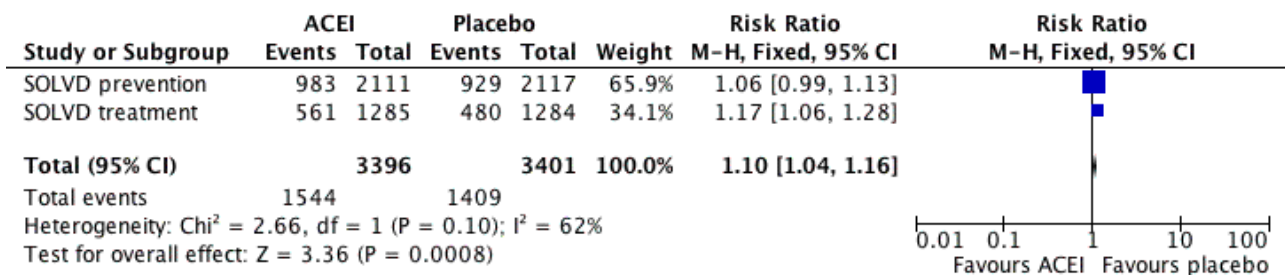 ACEI Placebo Risk Ratio Risk Ratio
Study or Subgroup Events Total Events Total Weight M-H, Fixed, 95% CI M-H, Fixed, 95% CI
SOLVD prevention 983 2111 929 2117 65.9% 1.06 [0.99, 1.13]
SOLVD treatment 561 1285 480 1284 34.1% 1.17 [1.06, 1.28]
Total (95% CI) 3396 3401 100.0% 1.10 [1.04, 1.16]
Total events 1544 1409
Heterogeneity: Chi² = 2.66, df = 1 (P = 0.10); I² = 62%
Test for overall effect: Z = 3.36 (P = 0.0008)
0.01 0.1 1 10 100
Favours ACEI Favours placebo